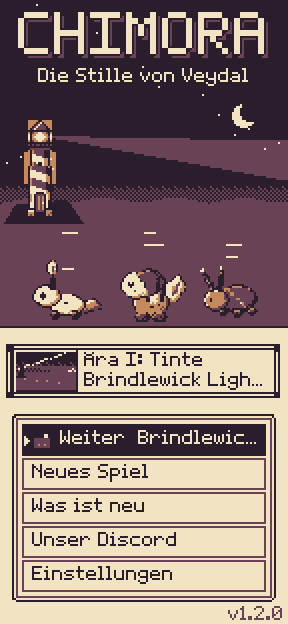 CHIMORA
Die Stille von Veydal
Ära I: Tinte
Brindlewick Ligh...
Weiter Brindlewic...
Neues Spiel
Was ist neu
Unser Discord
Einstellungen
v1.2.0